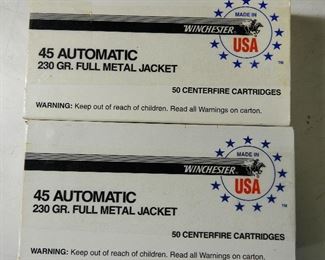 MADE IN
WINCHESTER
USA
TM
45 AUTOMATIC
230 GR. FULL METAL JACKET
50 CENTERFIRE CARTRIDGES
WARNING: Keep out of reach of children. Read all Warnings on carton.
MADE IN
WINCHESTER
USA
TM
45 AUTOMATIC
230 GR. FULL METAL JACKET
50 CENTERFIRE CARTRIDGES
WARNING: Keep out of reach of children. Read all Warnings on carton.